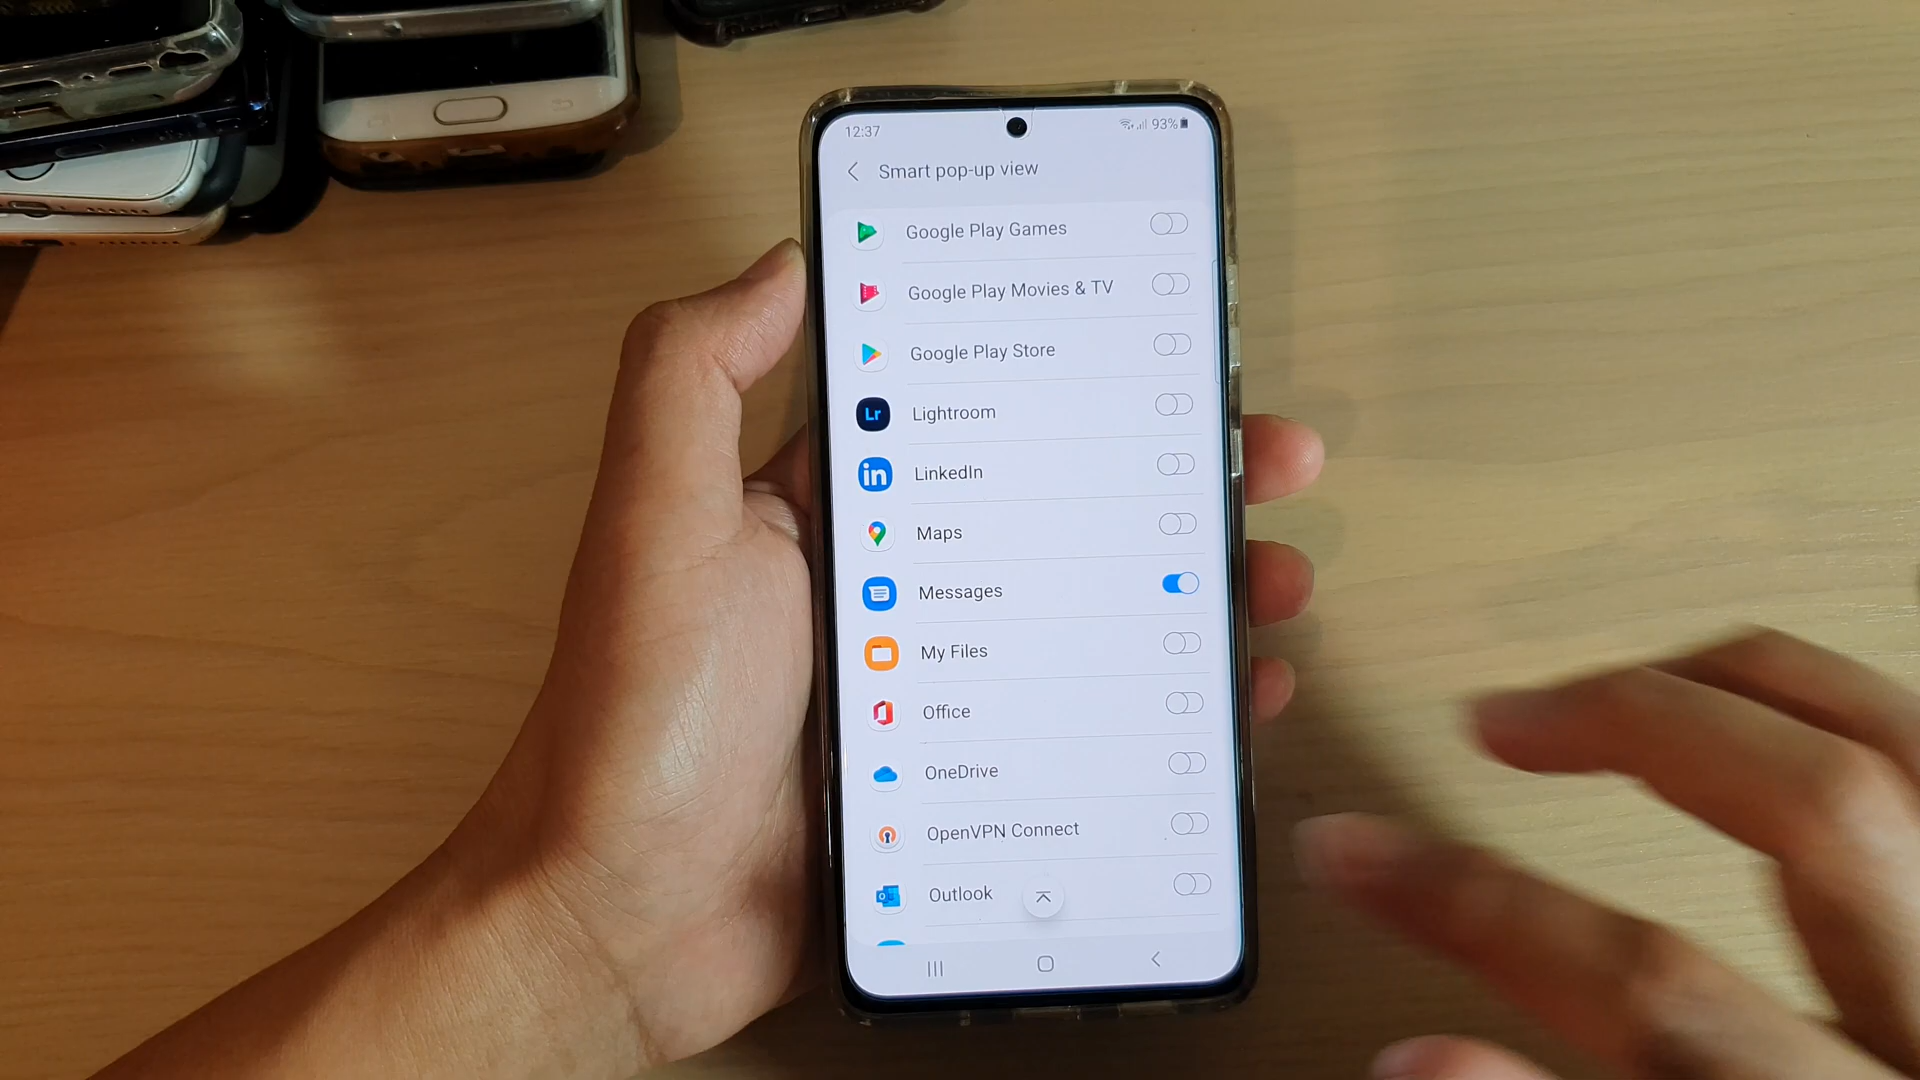 12:37
93%
Smart pop-up view
Google Play Games
Google Play Movies & TV
Google Play Store
Lr
Lightroom
in
LinkedIn
Maps
Messages
My Files
Office
OneDrive
OpenVPN Connect
Outlook